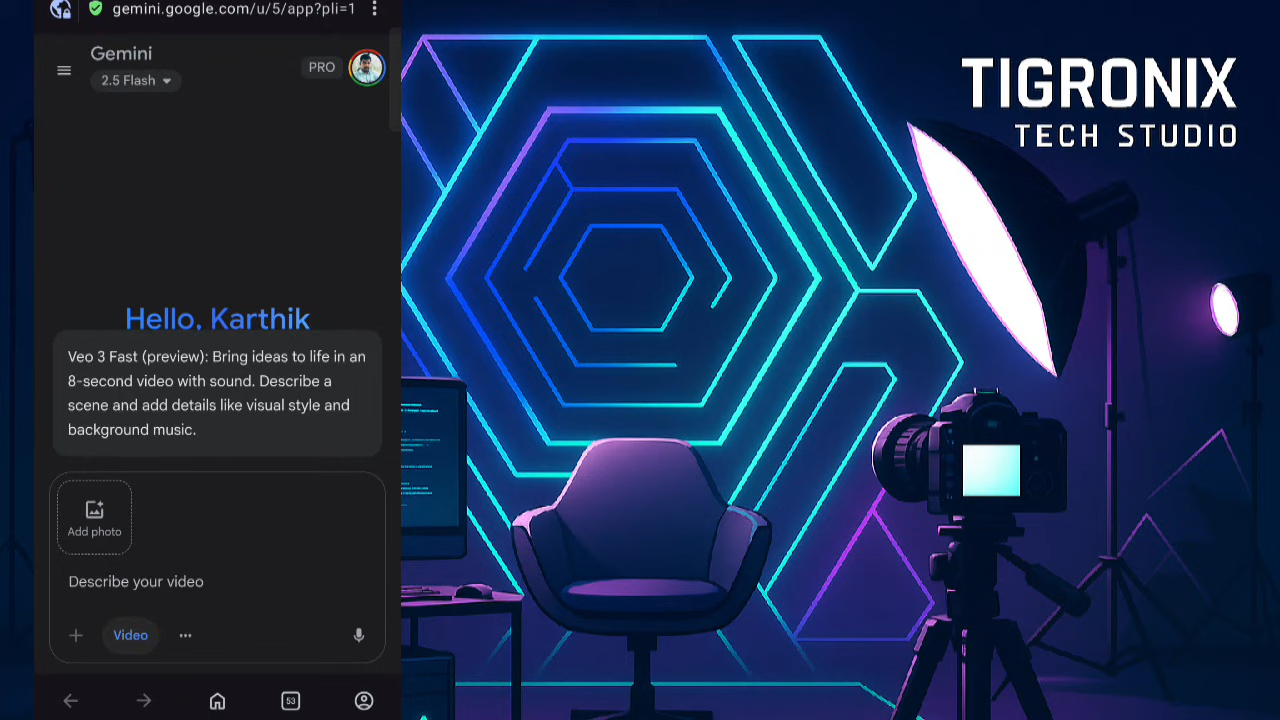 gemini.google.com/u/5/app?pli=1
Gemini
2.5 Flash
PRO
Hello, Karthik
Veo 3 Fast (preview): Bring ideas to life in an
8-second video with sound. Describe a
scene and add details like visual style and
background music.
Add photo
Describe your video
Video
53
TIGRONIX
TECH STUDIO